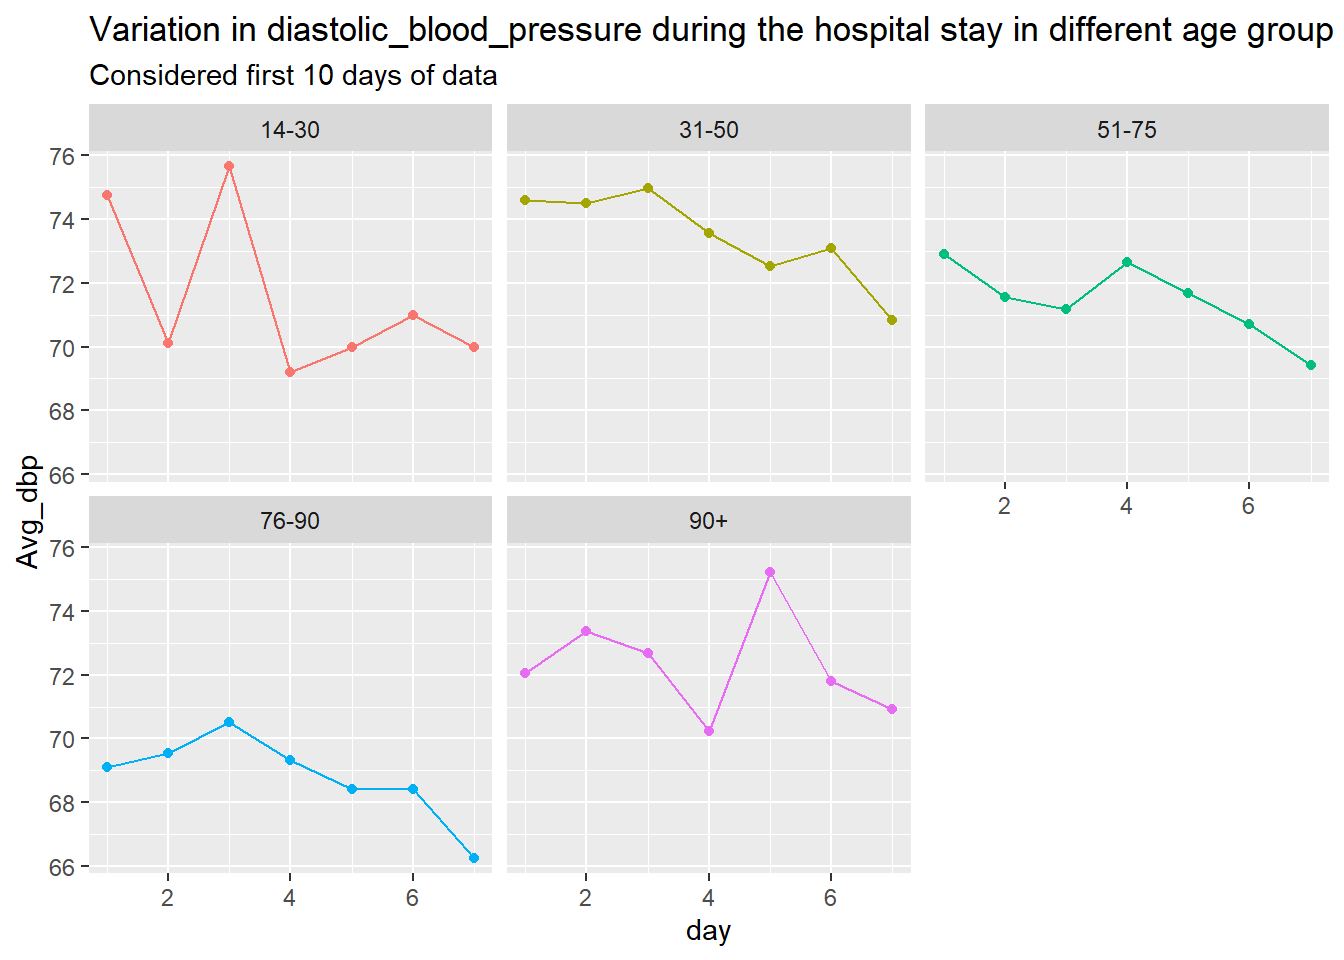 Variation in diastolic_blood_pressure during the hospital stay in different age group
Considered first 10 days of data
14-30 31-50 51-75
76
74
72
70
68
66
2 4 6
Avg_dbp
76-90 90+
76
74
72
70
68
66
2 4 6 2 4 6
day